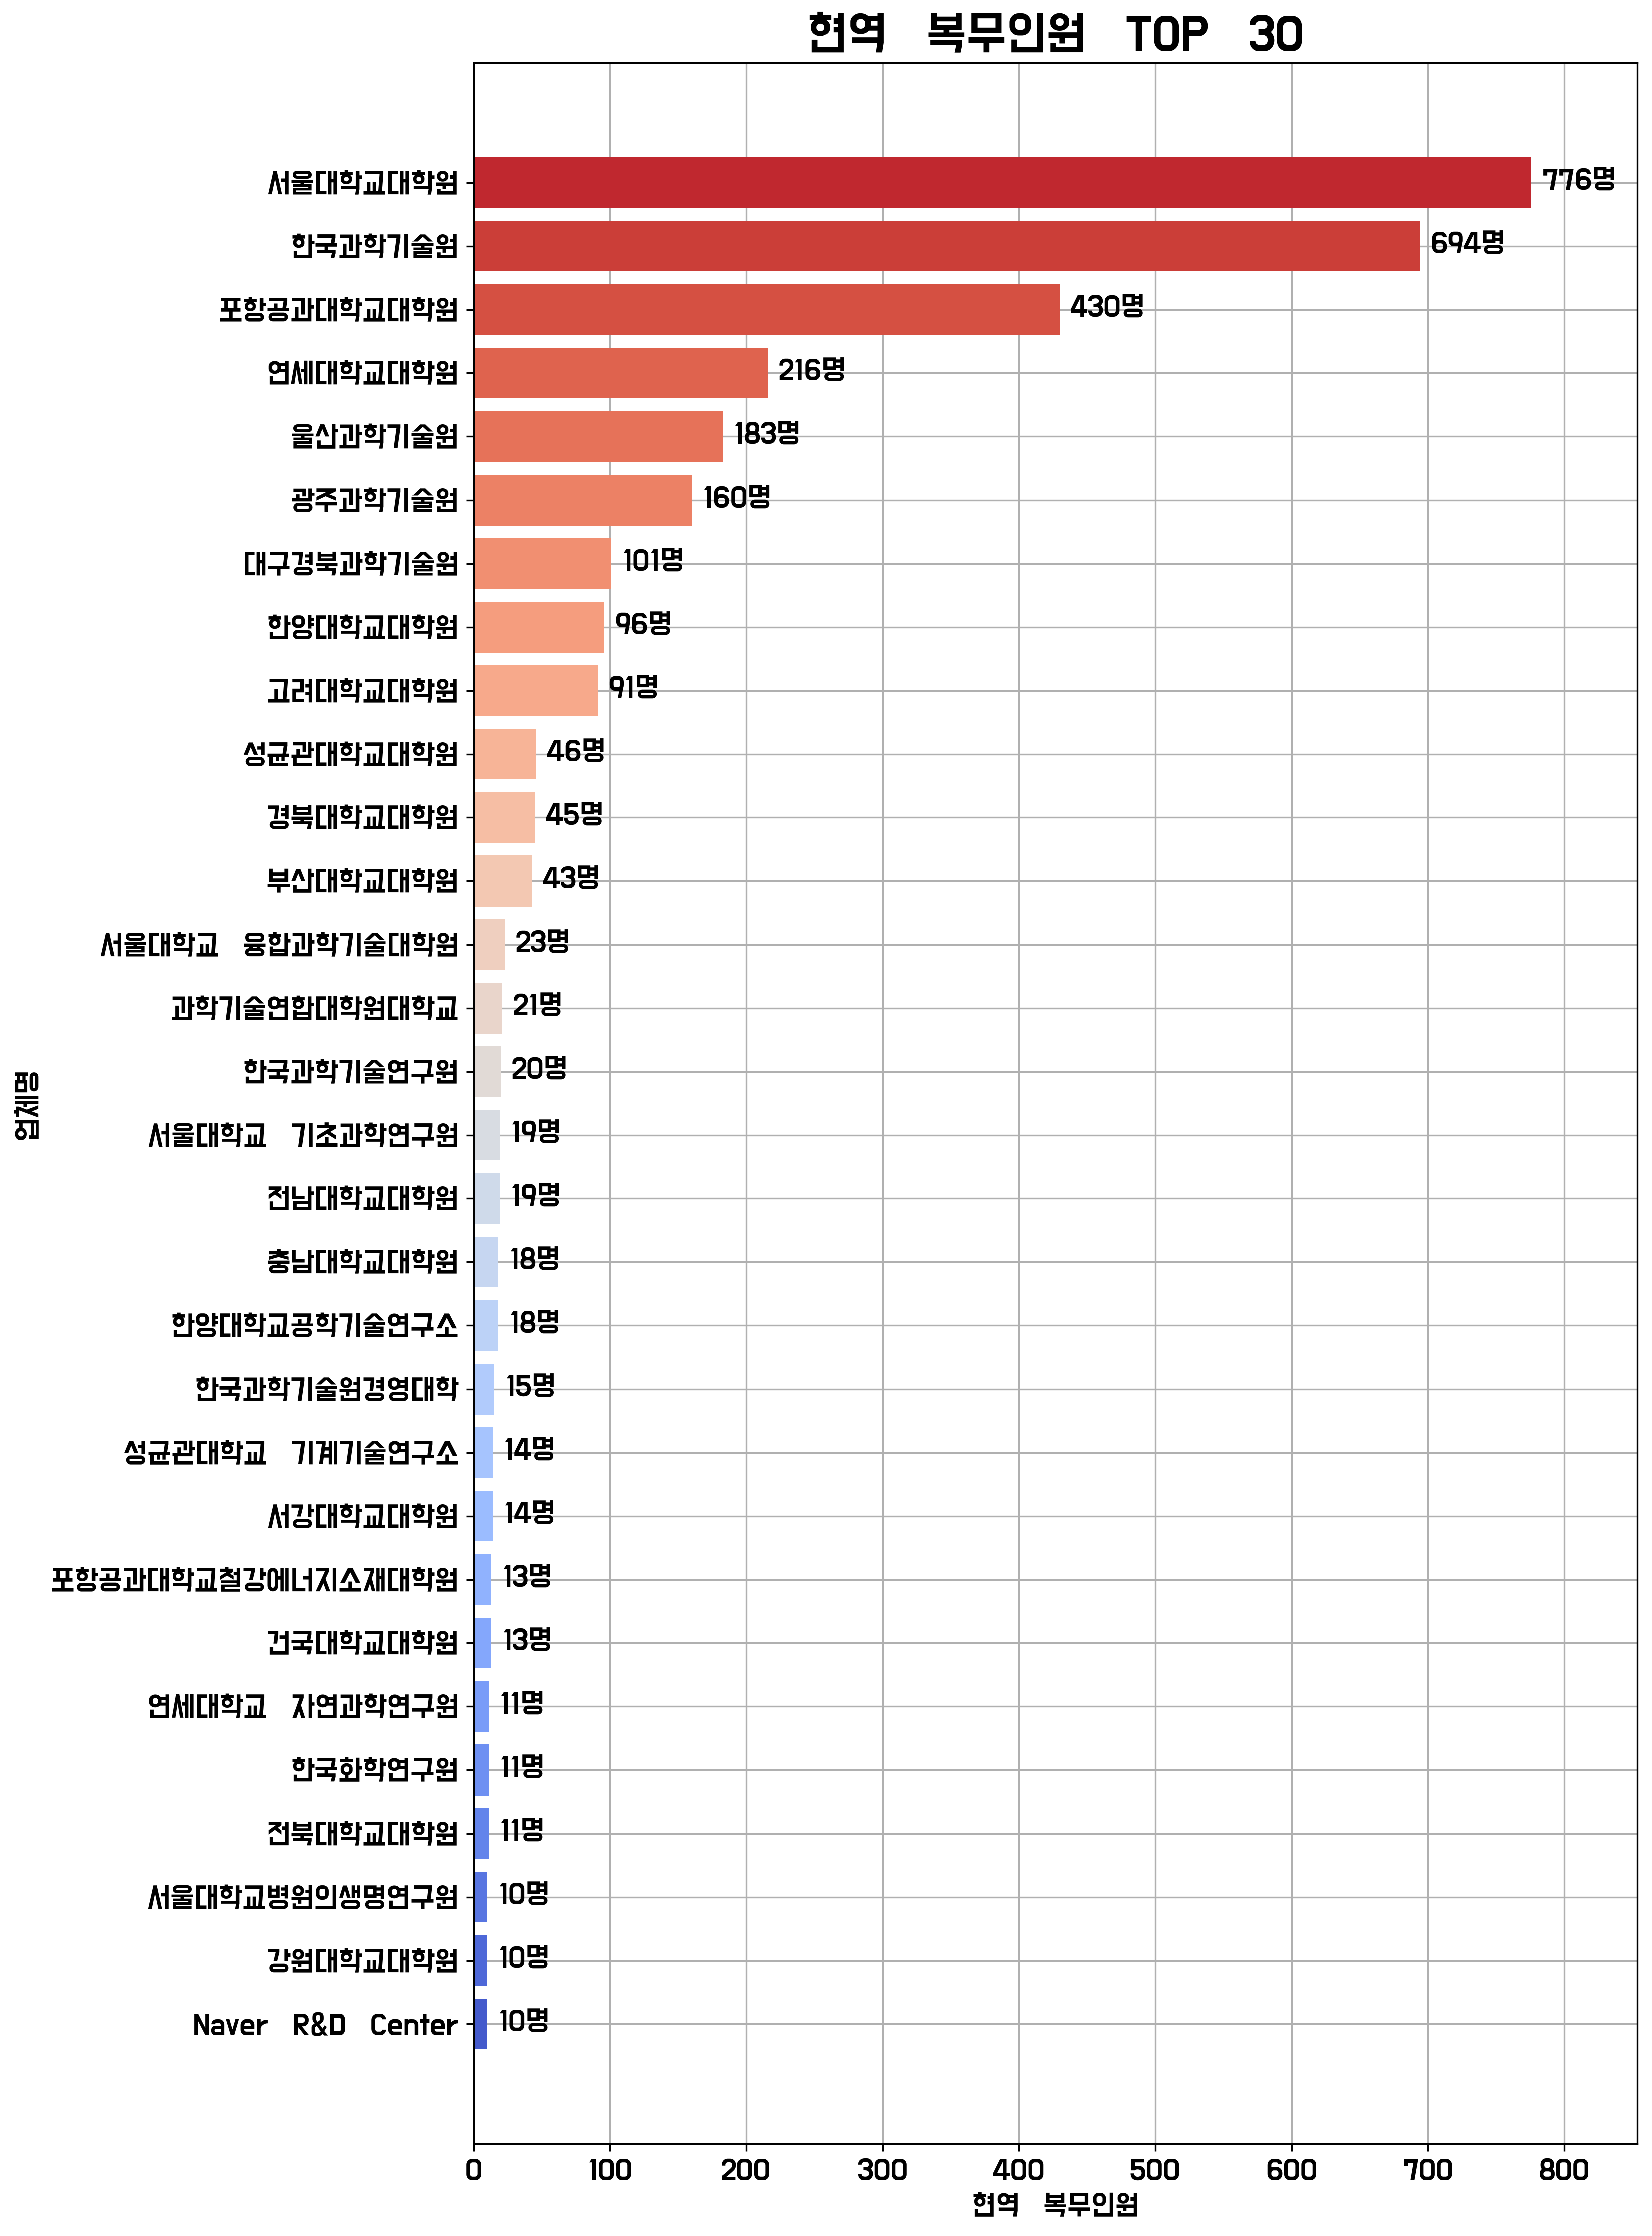 현역 복무인원 TOP 30
업체명
서울대학교대학원 776명
한국과학기술원 694명
포항공과대학교대학원 430명
연세대학교대학원 216명
울산과학기술원 183명
광주과학기술원 160명
대구경북과학기술원 101명
한양대학교대학원 96명
고려대학교대학원 91명
성균관대학교대학원 46명
경북대학교대학원 45명
부산대학교대학원 43명
서울대학교 융합과학기술대학원 23명
과학기술연합대학원대학교 21명
한국과학기술연구원 20명
서울대학교 기초과학연구원 19명
전남대학교대학원 19명
충남대학교대학원 18명
한양대학교공학기술연구소 18명
한국과학기술원경영대학 15명
성균관대학교 기계기술연구소 14명
서강대학교대학원 14명
포항공과대학교철강에너지소재대학원 13명
건국대학교대학원 13명
연세대학교 자연과학연구원 11명
한국화학연구원 11명
전북대학교대학원 11명
서울대학교병원의생명연구원 10명
강원대학교대학원 10명
Naver R&D Center 10명
0 100 200 300 400 500 600 700 800
현역 복무인원